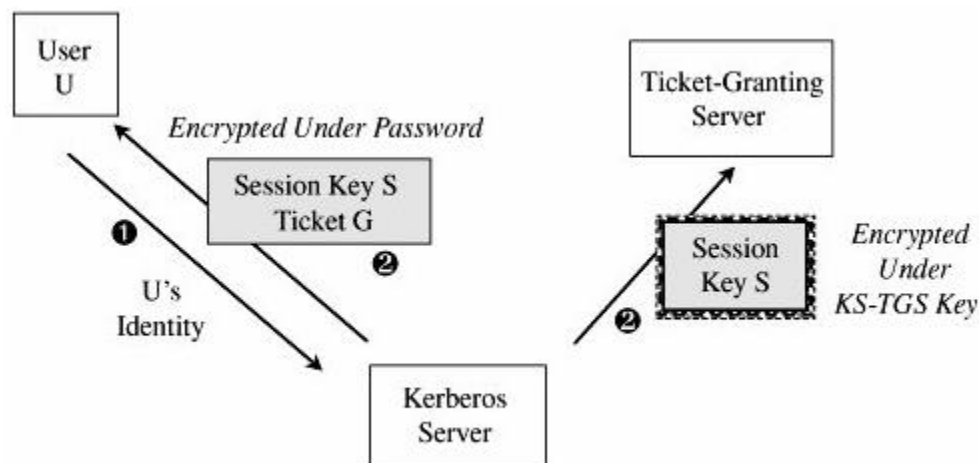 User
U
Ticket-Granting
Server
Encrypted Under Password
Session Key S
Ticket G
❶
❷
U's
Identity
Session
Key S
❷
Encrypted
Under
KS-TGS Key
Kerberos
Server